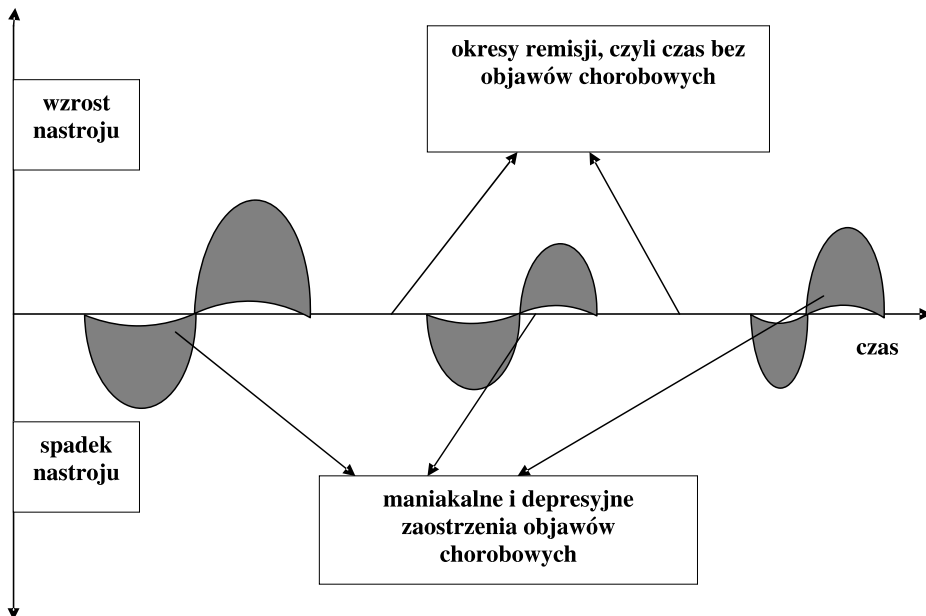 okresy remisji, czyli czas bez
objawów chorobowych
wzrost
nastroju
czas
spadek
nastroju
maniakalne i depresyjne
zaostrzenia objawów
chorobowych